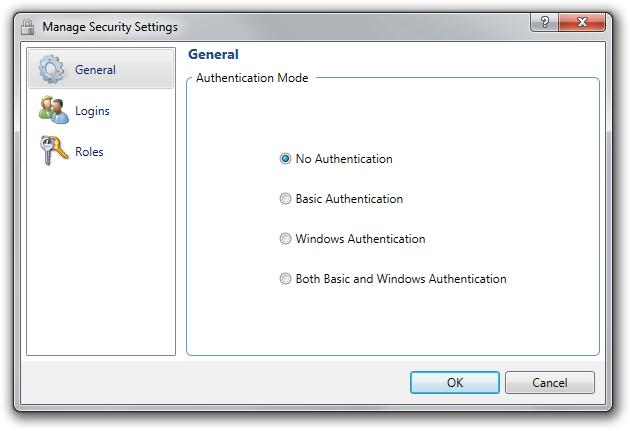 Manage Security Settings
?
General
Logins
Roles
General
Authentication Mode
No Authentication
Basic Authentication
Windows Authentication
Both Basic and Windows Authentication
OK
Cancel